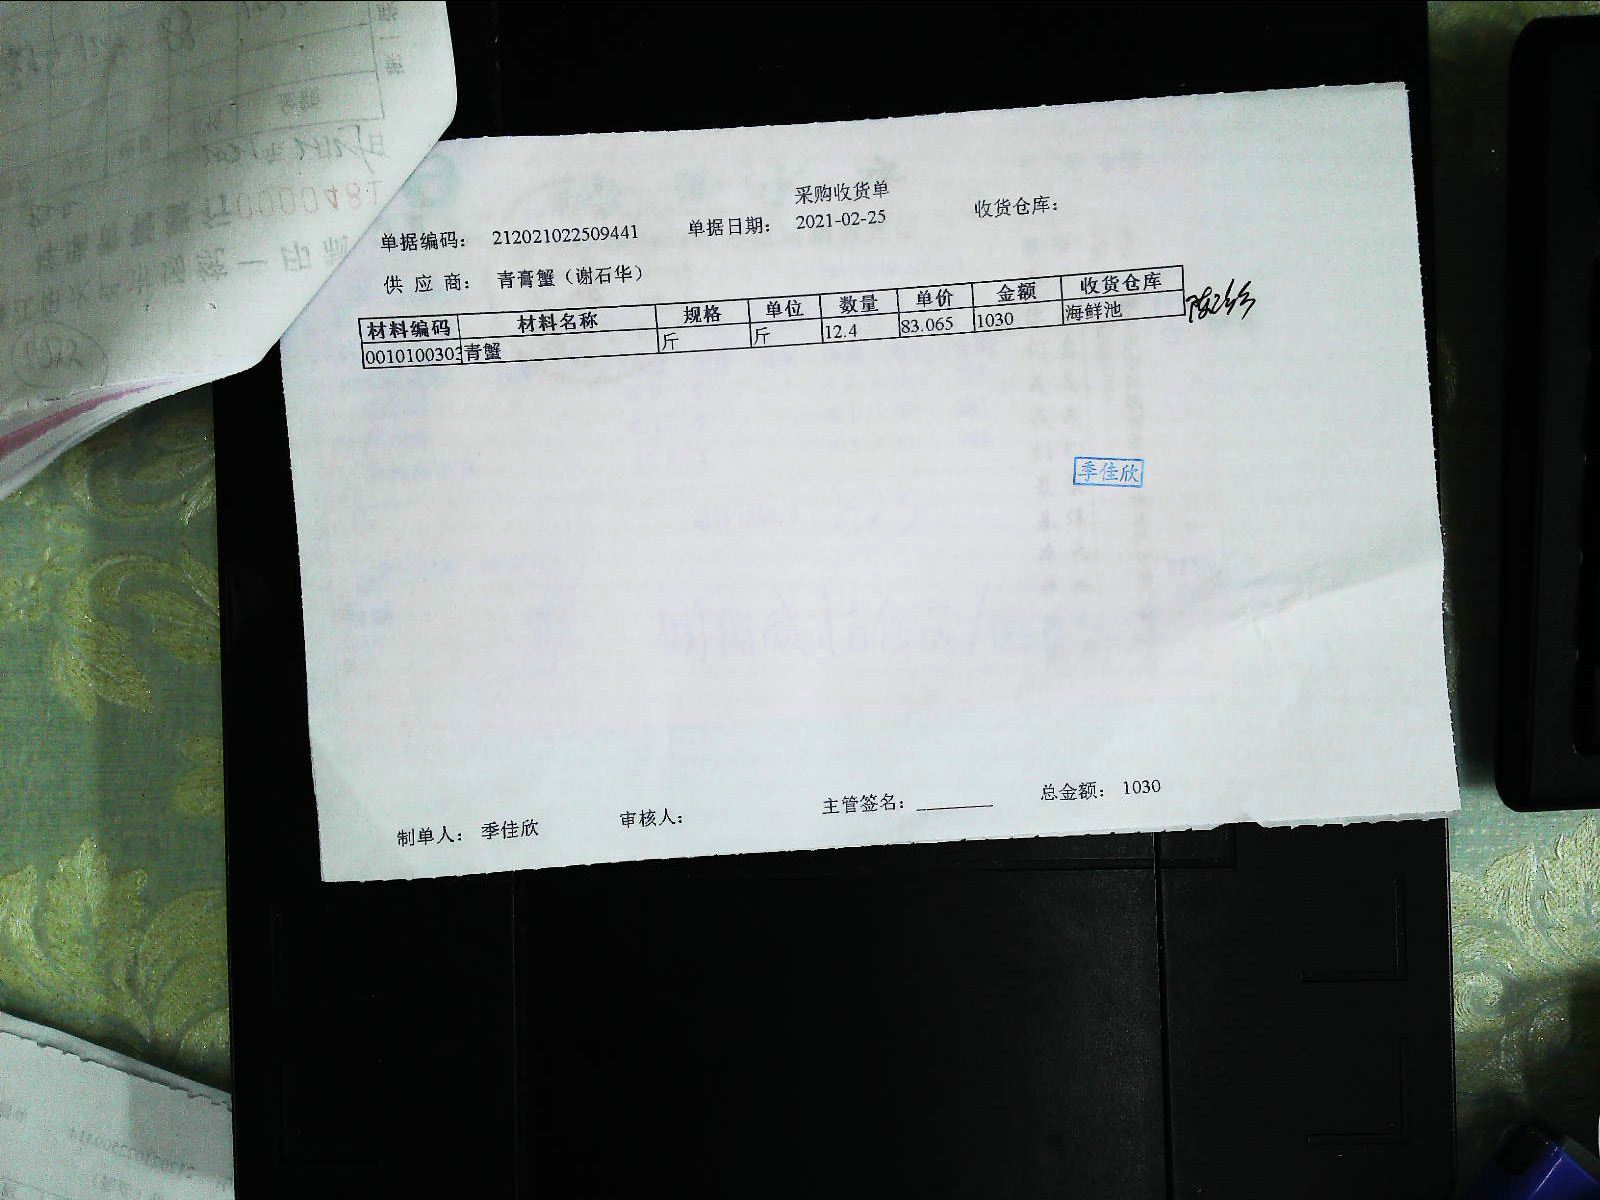 采购收货单
单据编码： 212021022509441 单据日期： 2021-02-25 收货仓库：
供 应 商： 青膏蟹（谢石华）
材料编码 材料名称 规格 单位 数量 单价 金额 收货仓库
0010100303 青蟹 斤 斤 12.4 83.065 1030 海鲜池
季佳欣
制单人： 季佳欣 审核人： 主管签名： 总金额： 1030
0000481